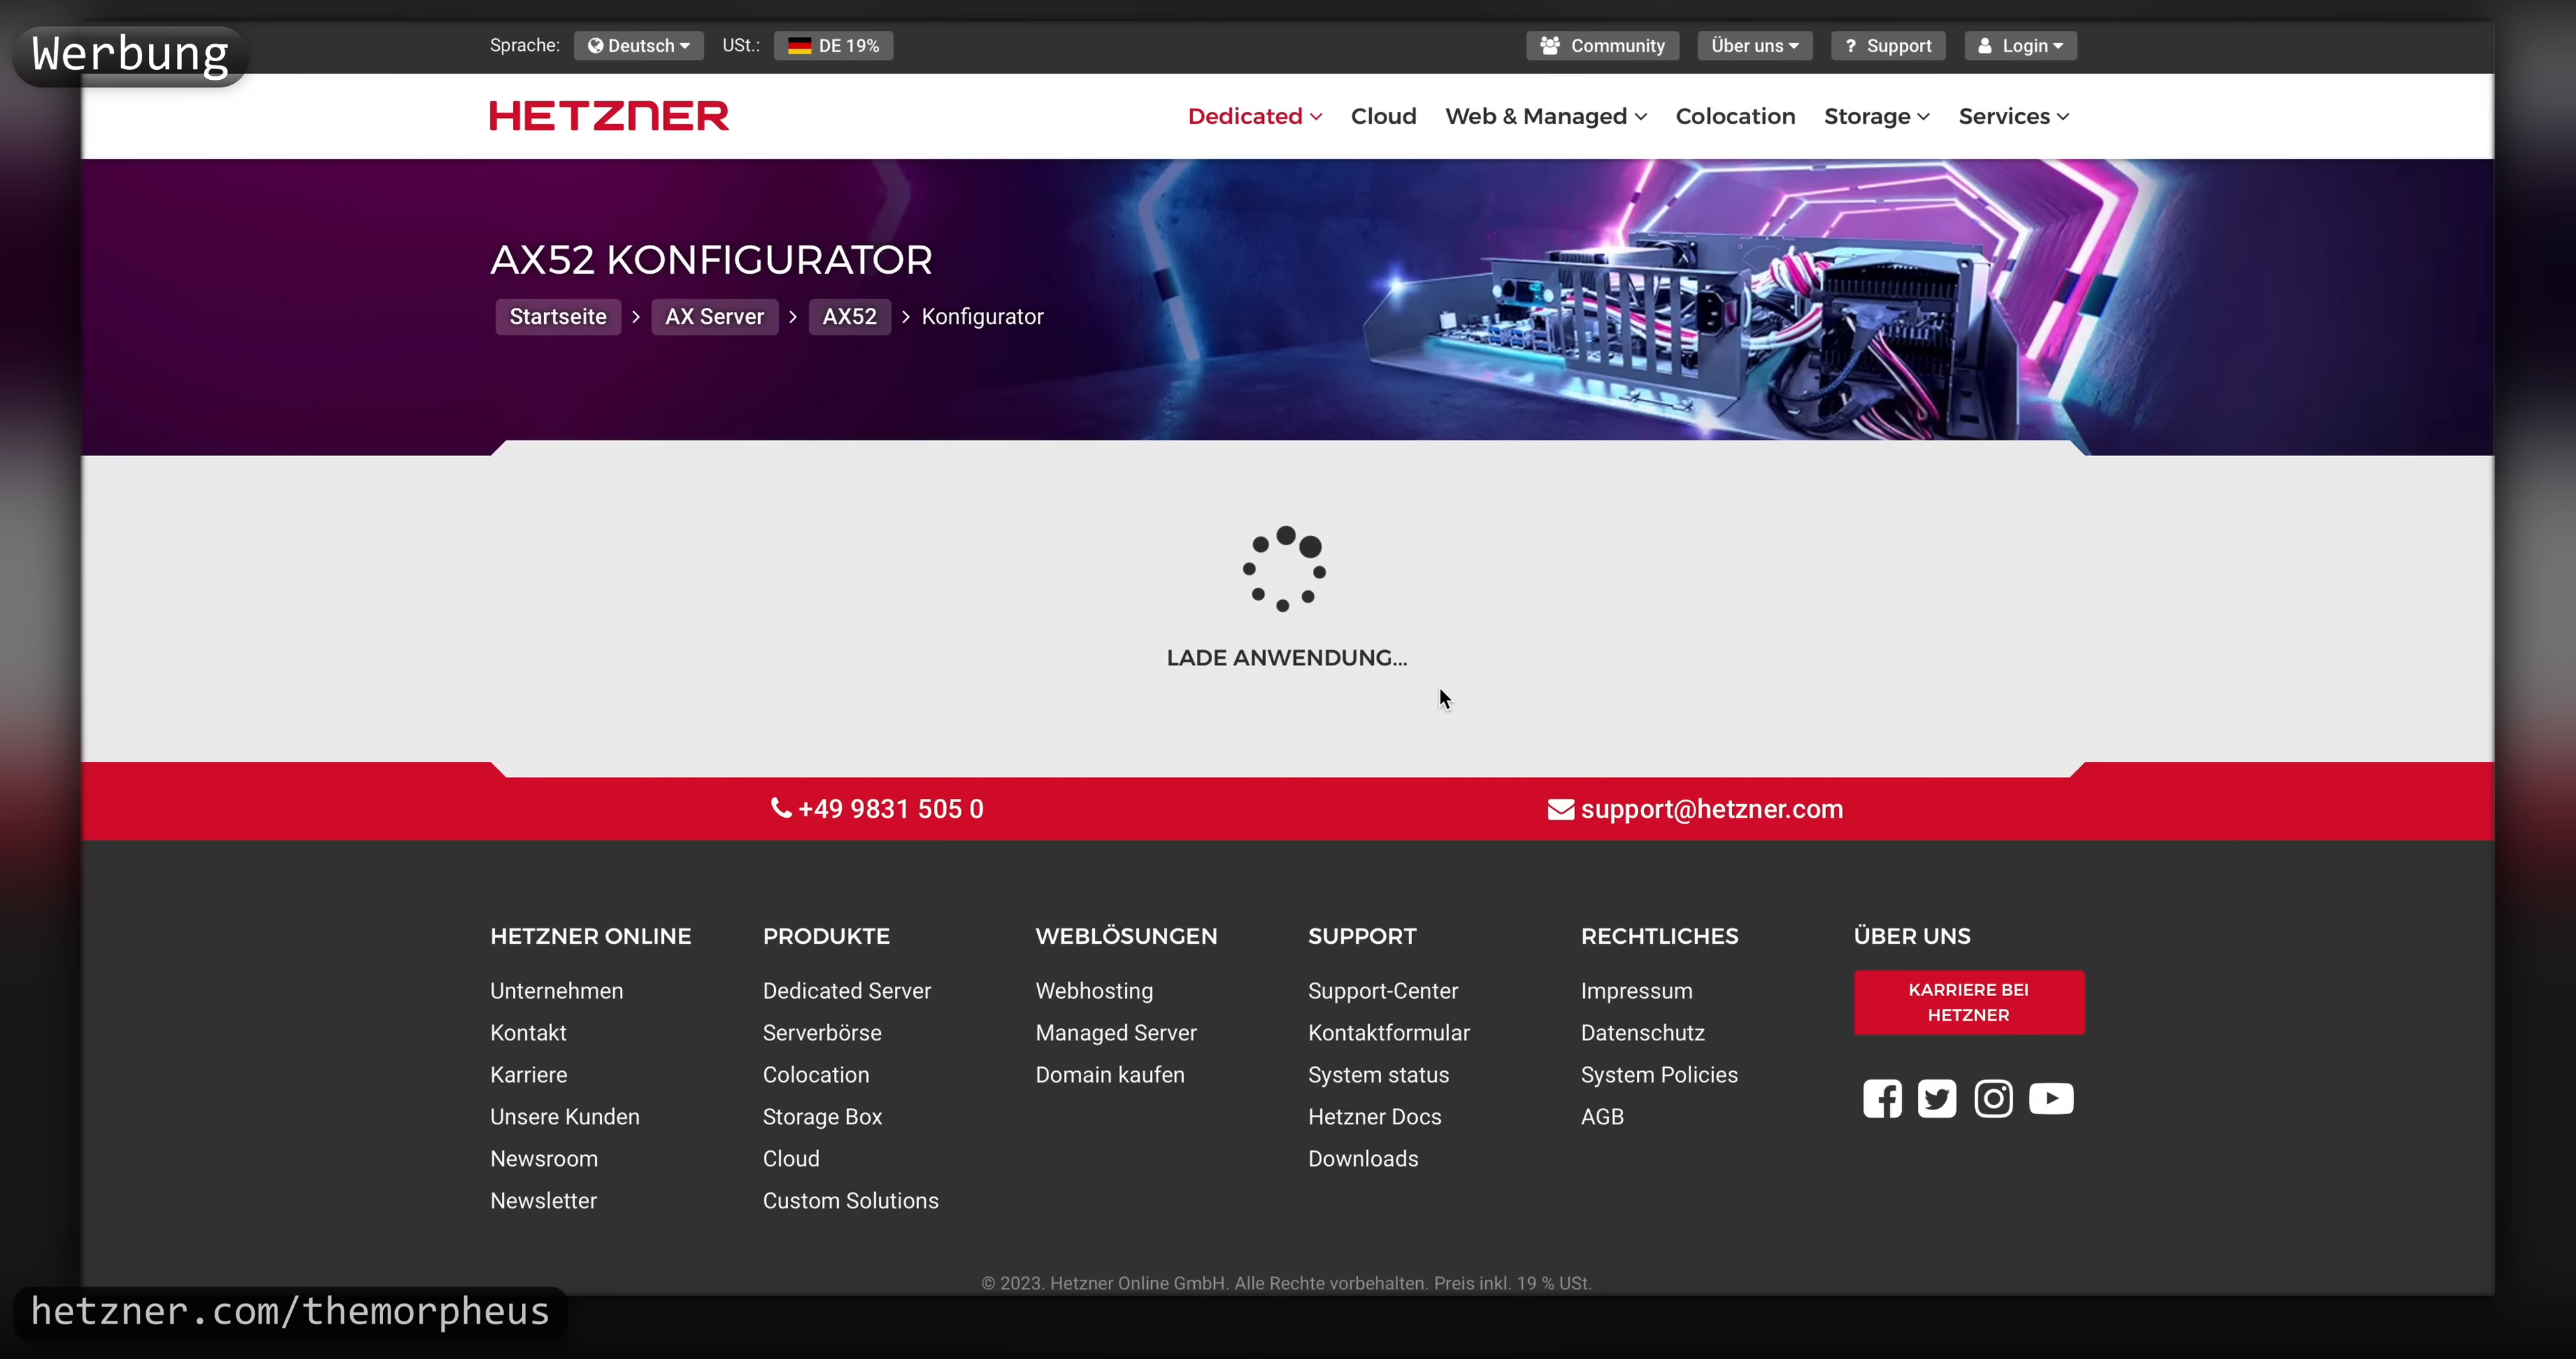 Werbung
Sprache: Deutsch USt.: DE 19% Community Über uns ? Support Login
HETZNER Dedicated Cloud Web & Managed Colocation Storage Services
AX52 KONFIGURATOR
Startseite > AX Server > AX52 > Konfigurator
LADE ANWENDUNG...
+49 9831 505 0 support@hetzner.com
HETZNER ONLINE
Unternehmen
Kontakt
Karriere
Unsere Kunden
Newsroom
Newsletter
PRODUKTE
Dedicated Server
Serverbörse
Colocation
Storage Box
Cloud
Custom Solutions
WEBLÖSUNGEN
Webhosting
Managed Server
Domain kaufen
SUPPORT
Support-Center
Kontaktformular
System status
Hetzner Docs
Downloads
RECHTLICHES
Impressum
Datenschutz
System Policies
AGB
ÜBER UNS
KARRIERE BEI
HETZNER
© 2023. Hetzner Online GmbH. Alle Rechte vorbehalten. Preis inkl. 19 % USt.
hetzner.com/themorpheus